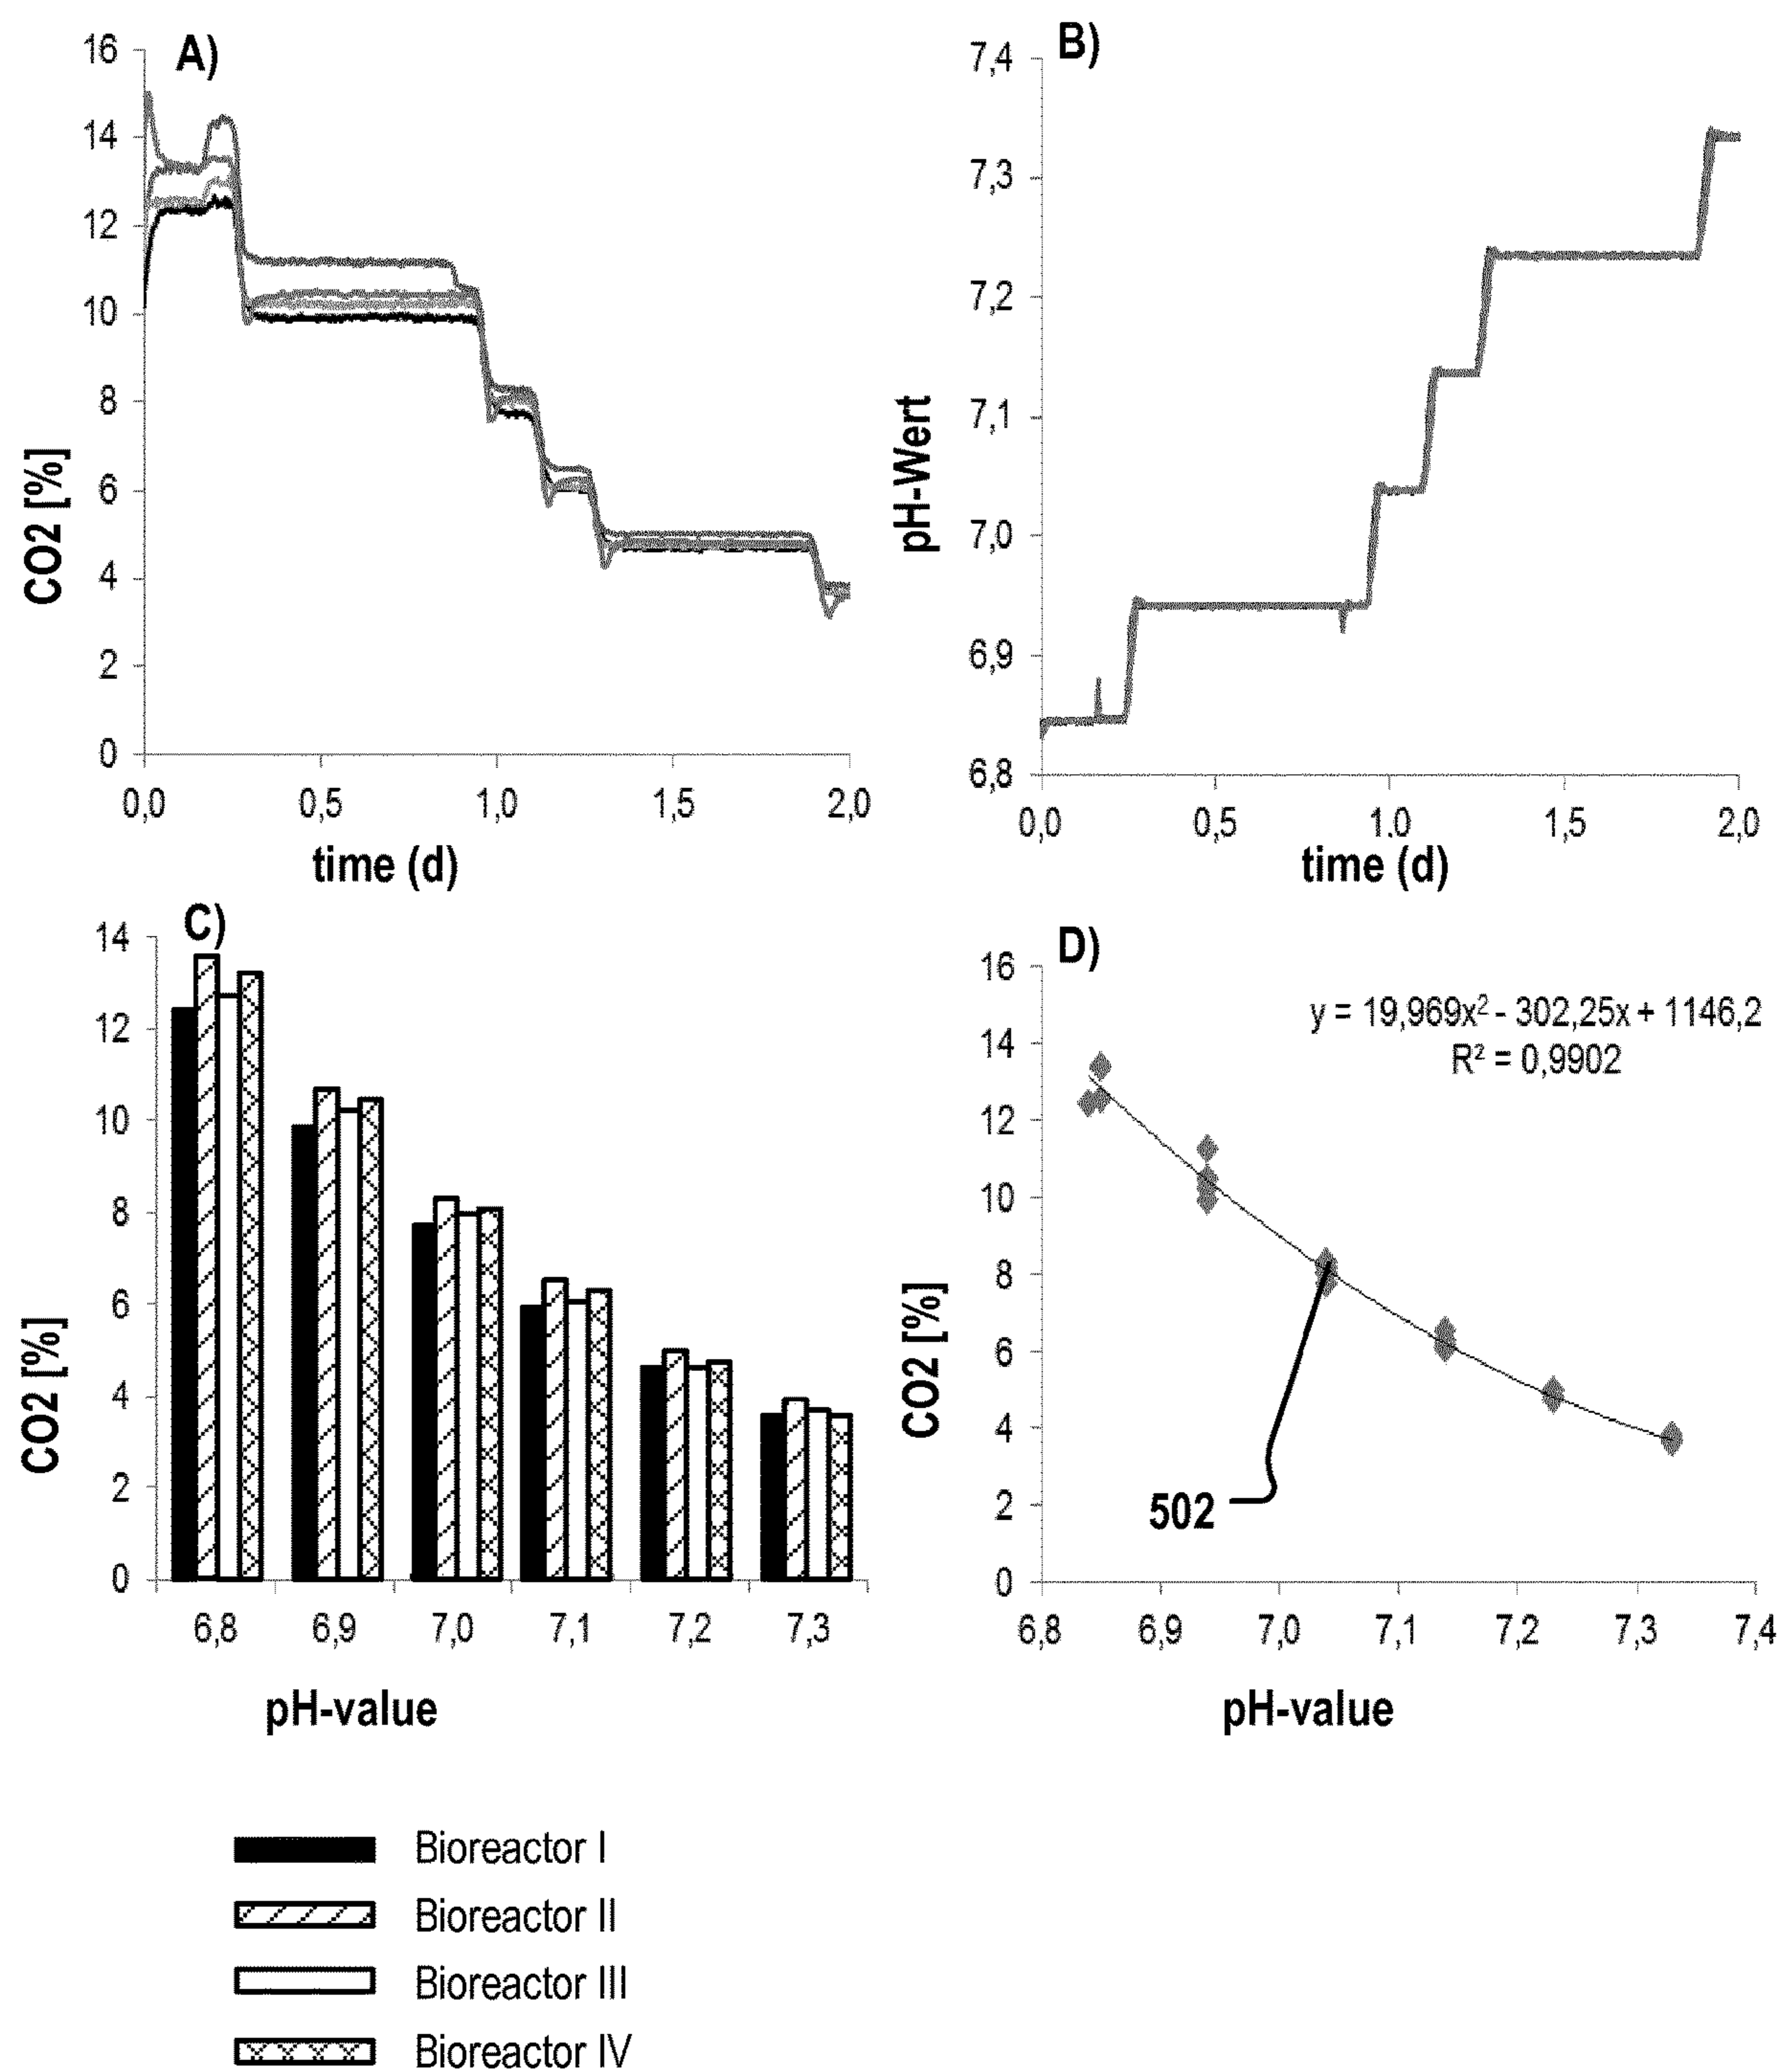 A)
16
14
12
10
8
6
4
2
0
CO2 [%]
0,0 0,5 1,0 1,5 2,0
time (d)
B)
7,4
7,3
7,2
7,1
7,0
6,9
6,8
pH-Wert
0,0 0,5 1,0 1,5 2,0
time (d)
C)
14
12
10
8
6
4
2
0
CO2 [%]
6,8 6,9 7,0 7,1 7,2 7,3
pH-value
D)
16
14
12
10
8
6
4
2
0
CO2 [%]
y = 19,969x² - 302,25x + 1146,2
R² = 0,9902
502
6,8 6,9 7,0 7,1 7,2 7,3 7,4
pH-value
Bioreactor I
Bioreactor II
Bioreactor III
Bioreactor IV